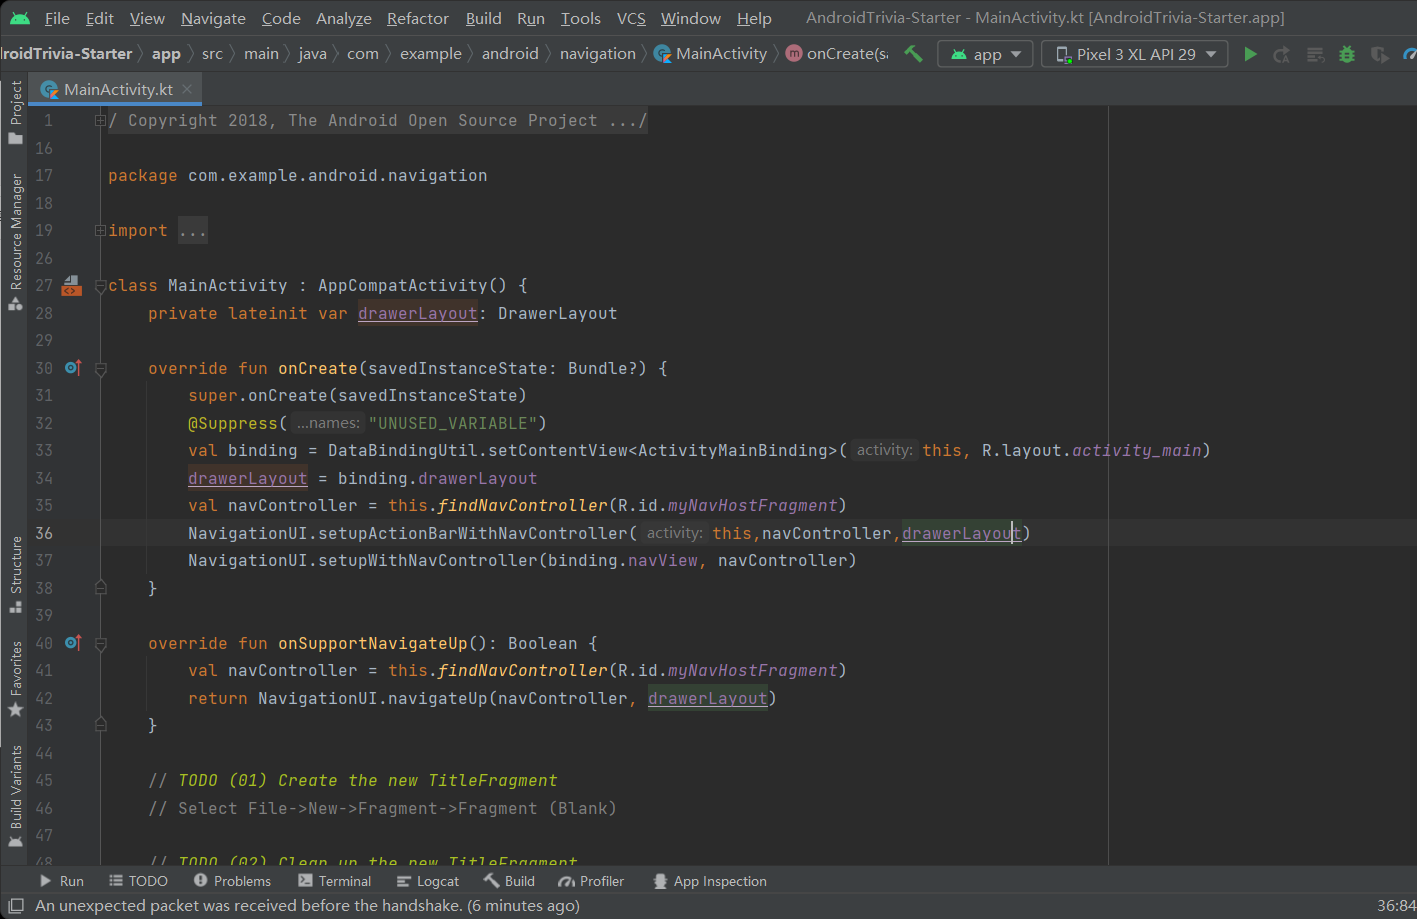 File Edit View Navigate Code Analyze Refactor Build Run Tools VCS Window Help AndroidTrivia-Starter - MainActivity.kt [AndroidTrivia-Starter.app]
roidTrivia-Starter app src main java com example android navigation MainActivity onCreate(s app Pixel 3 XL API 29
MainActivity.kt
Project
Resource Manager
Structure
Favorites
Build Variants
1 / Copyright 2018, The Android Open Source Project .../
16
17 package com.example.android.navigation
18
19 import ...
26
27 class MainActivity : AppCompatActivity() {
28 private lateinit var drawerLayout: DrawerLayout
29
30 override fun onCreate(savedInstanceState: Bundle?) {
31 super.onCreate(savedInstanceState)
32 @Suppress( ...names: "UNUSED_VARIABLE")
33 val binding = DataBindingUtil.setContentView<ActivityMainBinding>( activity: this, R.layout.activity_main)
34 drawerLayout = binding.drawerLayout
35 val navController = this.findNavController(R.id.myNavHostFragment)
36 NavigationUI.setupActionBarWithNavController( activity: this,navController,drawerLayout)
37 NavigationUI.setupWithNavController(binding.navView, navController)
38 }
39
40 override fun onSupportNavigateUp(): Boolean {
41 val navController = this.findNavController(R.id.myNavHostFragment)
42 return NavigationUI.navigateUp(navController, drawerLayout)
43 }
44
45 // TODO (01) Create the new TitleFragment
46 // Select File->New->Fragment->Fragment (Blank)
47
48 // TODO (02) Clean up the new TitleFragment
Run TODO Problems Terminal Logcat Build Profiler App Inspection
An unexpected packet was received before the handshake. (6 minutes ago) 36:84